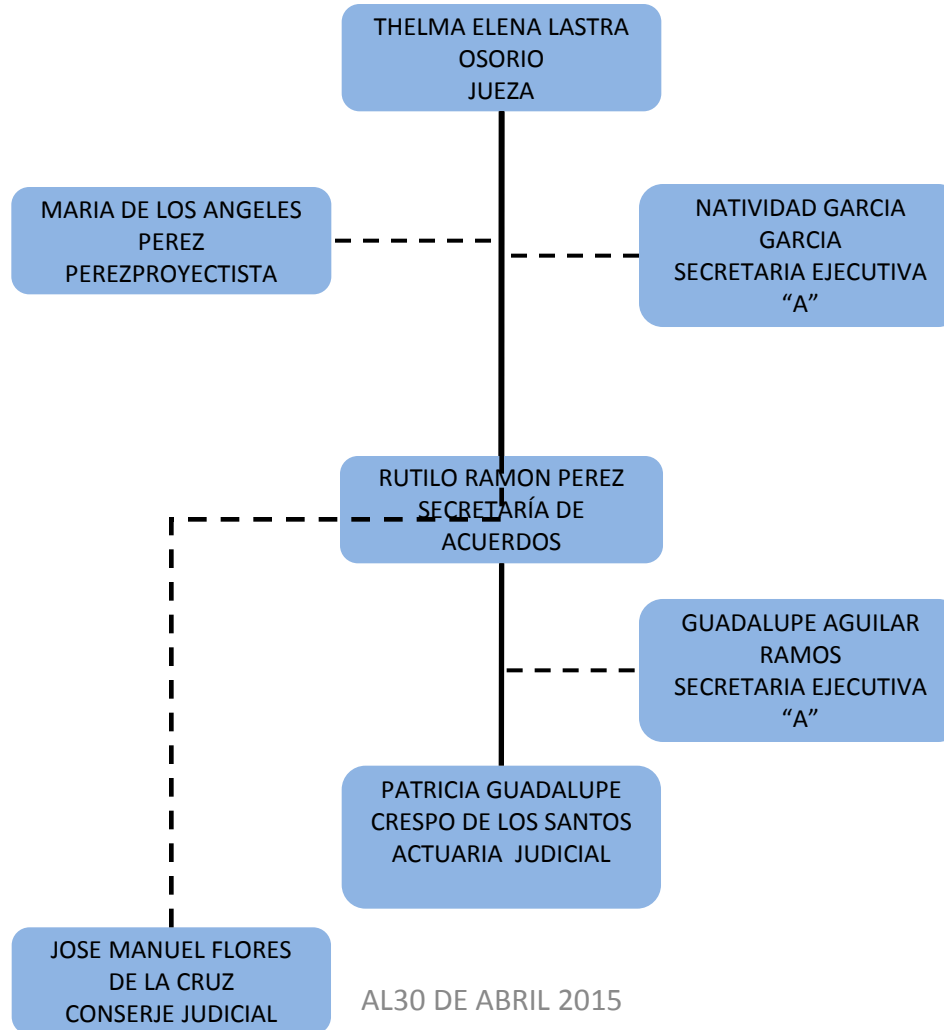 THELMA ELENA LASTRA
OSORIO
JUEZA
MARIA DE LOS ANGELES
PEREZ
PEREZPROYECTISTA
NATIVIDAD GARCIA
GARCIA
SECRETARIA EJECUTIVA
“A”
RUTILO RAMON PEREZ
SECRETARÍA DE
ACUERDOS
GUADALUPE AGUILAR
RAMOS
SECRETARIA EJECUTIVA
“A”
PATRICIA GUADALUPE
CRESPO DE LOS SANTOS
ACTUARIA  JUDICIAL
JOSE MANUEL FLORES
DE LA CRUZ
CONSERJE JUDICIAL
AL30 DE ABRIL 2015